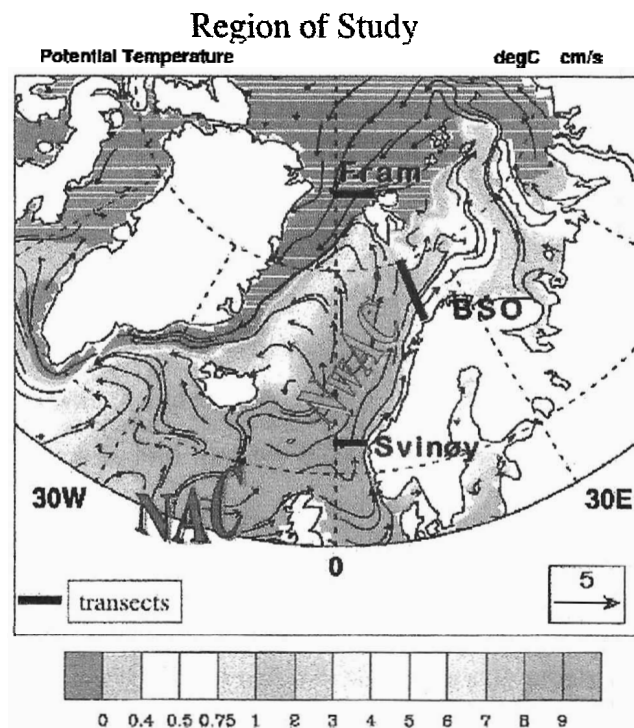 Region of Study
Potential Temperature degC cm/s
Fram
BSO
NwAC
Svinøy
30W
NAC
30E
0
5
transects
0 0.4 0.5 0.75 1 2 3 4 5 6 7 8 9